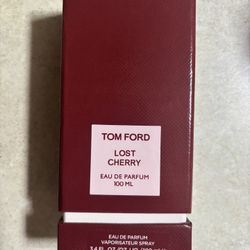 TOM FORD
LOST
CHERRY
EAU DE PARFUM
100 ML
EAU DE PARFUM
VAPORISATEUR SPRAY